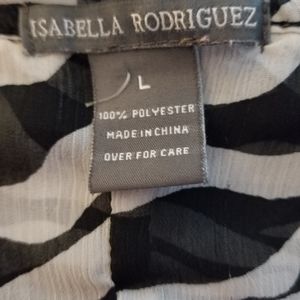 ISABELLA RODRIGUEZ
L
100% POLYESTER
MADE IN CHINA
OVER FOR CARE